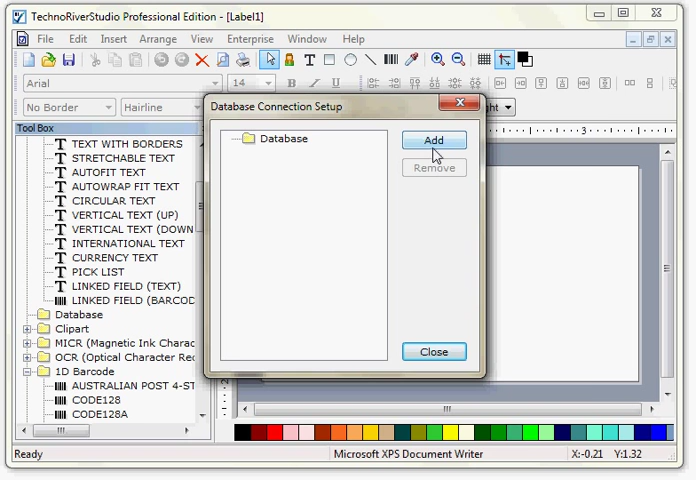 TechnoRiverStudio Professional Edition - [Label1]
File Edit Insert Arrange View Enterprise Window Help
Arial 14
No Border Hairline ght
Tool Box
TEXT WITH BORDERS
STRETCHABLE TEXT
AUTOFIT TEXT
AUTOWRAP FIT TEXT
CIRCULAR TEXT
VERTICAL TEXT (UP)
VERTICAL TEXT (DOWN
INTERNATIONAL TEXT
CURRENCY TEXT
PICK LIST
LINKED FIELD (TEXT)
LINKED FIELD (BARCOD
Database
Clipart
MICR (Magnetic Ink Charac
OCR (Optical Character Rec
1D Barcode
AUSTRALIAN POST 4-ST
CODE128
CODE128A
Database Connection Setup
Database
Add
Remove
Close
3
2
Ready Microsoft XPS Document Writer X:-0.21 Y:1.32